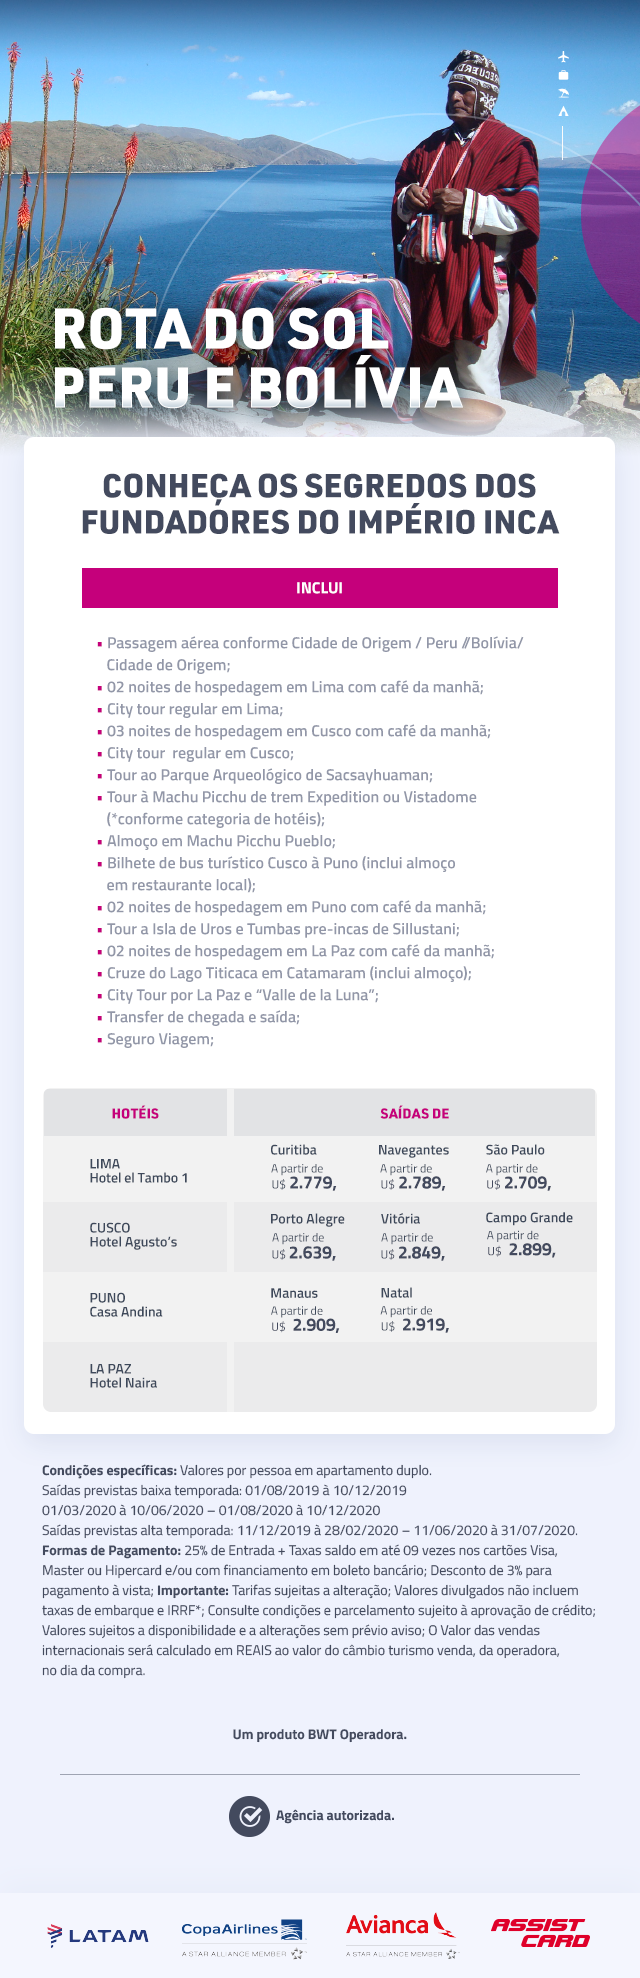 RECUERD
ROTA DO SOL
PERU E BOLÍVIA
CONHEÇA OS SEGREDOS DOS
FUNDADORES DO IMPÉRIO INCA
INCLUI
▪ Passagem aérea conforme Cidade de Origem / Peru //Bolívia/
Cidade de Origem;
▪ 02 noites de hospedagem em Lima com café da manhã;
▪ City tour regular em Lima;
▪ 03 noites de hospedagem em Cusco com café da manhã;
▪ City tour  regular em Cusco;
▪ Tour ao Parque Arqueológico de Sacsayhuaman;
▪ Tour à Machu Picchu de trem Expedition ou Vistadome
(*conforme categoria de hotéis);
▪ Almoço em Machu Picchu Pueblo;
▪ Bilhete de bus turístico Cusco à Puno (inclui almoço
em restaurante local);
▪ 02 noites de hospedagem em Puno com café da manhã;
▪ Tour a Isla de Uros e Tumbas pre-incas de Sillustani;
▪ 02 noites de hospedagem em La Paz com café da manhã;
▪ Cruze do Lago Titicaca em Catamaram (inclui almoço);
▪ City Tour por La Paz e “Valle de la Luna”;
▪ Transfer de chegada e saída;
▪ Seguro Viagem;
HOTÉIS SAÍDAS DE
LIMA
Hotel el Tambo 1
Curitiba Navegantes São Paulo
A partir de A partir de A partir de
U$ 2.779, U$ 2.789, U$ 2.709,
CUSCO
Hotel Agusto’s
Porto Alegre Vitória Campo Grande
A partir de A partir de A partir de
U$ 2.639, U$ 2.849, U$ 2.899,
PUNO
Casa Andina
Manaus Natal
A partir de A partir de
U$ 2.909, U$ 2.919,
LA PAZ
Hotel Naira
Condições específicas: Valores por pessoa em apartamento duplo.
Saídas previstas baixa temporada: 01/08/2019 à 10/12/2019
01/03/2020 à 10/06/2020 – 01/08/2020 à 10/12/2020
Saídas previstas alta temporada: 11/12/2019 à 28/02/2020 – 11/06/2020 à 31/07/2020.
Formas de Pagamento: 25% de Entrada + Taxas saldo em até 09 vezes nos cartões Visa,
Master ou Hipercard e/ou com financiamento em boleto bancário; Desconto de 3% para
pagamento à vista; Importante: Tarifas sujeitas a alteração; Valores divulgados não incluem
taxas de embarque e IRRF*; Consulte condições e parcelamento sujeito à aprovação de crédito;
Valores sujeitos a disponibilidade e a alterações sem prévio aviso; O Valor das vendas
internacionais será calculado em REAIS ao valor do câmbio turismo venda, da operadora,
no dia da compra.
Um produto BWT Operadora.
Agência autorizada.
LATAM CopaAirlines Avianca ASSIST CARD
A STAR ALLIANCE MEMBER A STAR ALLIANCE MEMBER